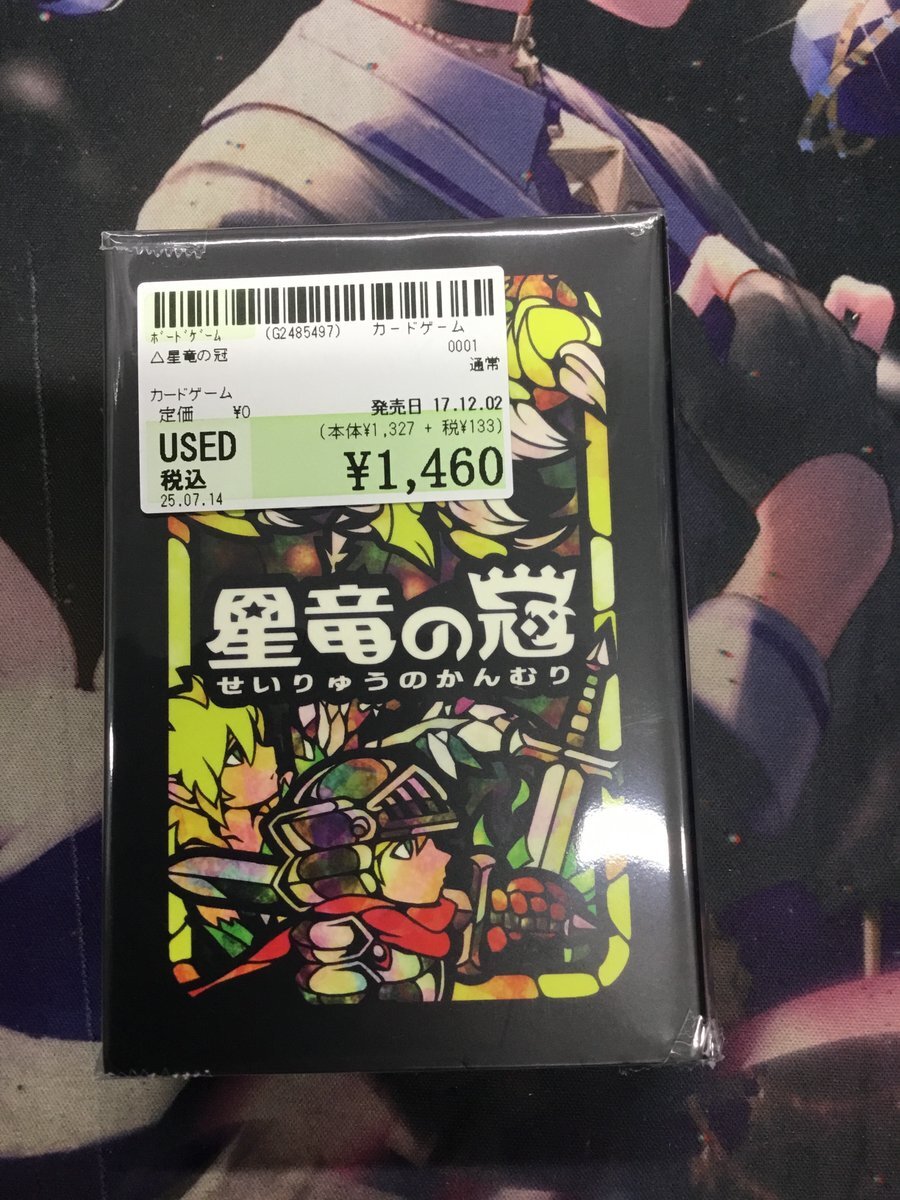 ボードゲーム (G2485497) カードゲーム
△星竜の冠 0001
通常
カードゲーム
定価 ¥0 発売日 17.12.02
(本体¥1,327 + 税¥133)
USED
税込 ¥1,460
25.07.14
星竜の冠
せいりゅうのかんむり